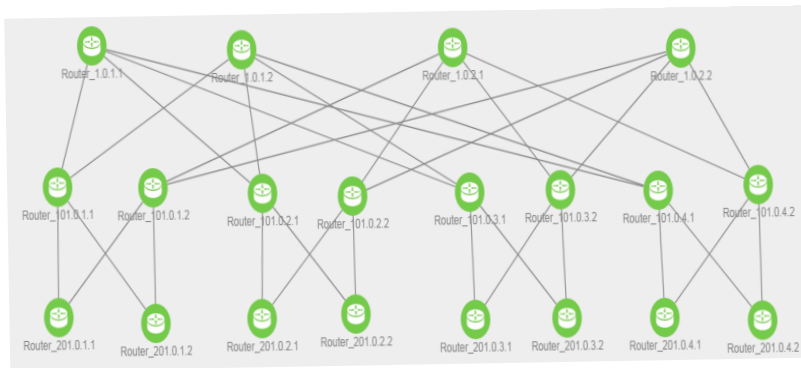 Router_1.0.1.1
Router_1.0.1.2
Router_1.0.2.1
Router_1.0.2.2
Router_101.0.1.1
Router_101.0.1.2
Router_101.0.2.1
Router_101.0.2.2
Router_101.0.3.1
Router_101.0.3.2
Router_101.0.4.1
Router_101.0.4.2
Router_201.0.1.1
Router_201.0.1.2
Router_201.0.2.1
Router_201.0.2.2
Router_201.0.3.1
Router_201.0.3.2
Router_201.0.4.1
Router_201.0.4.2